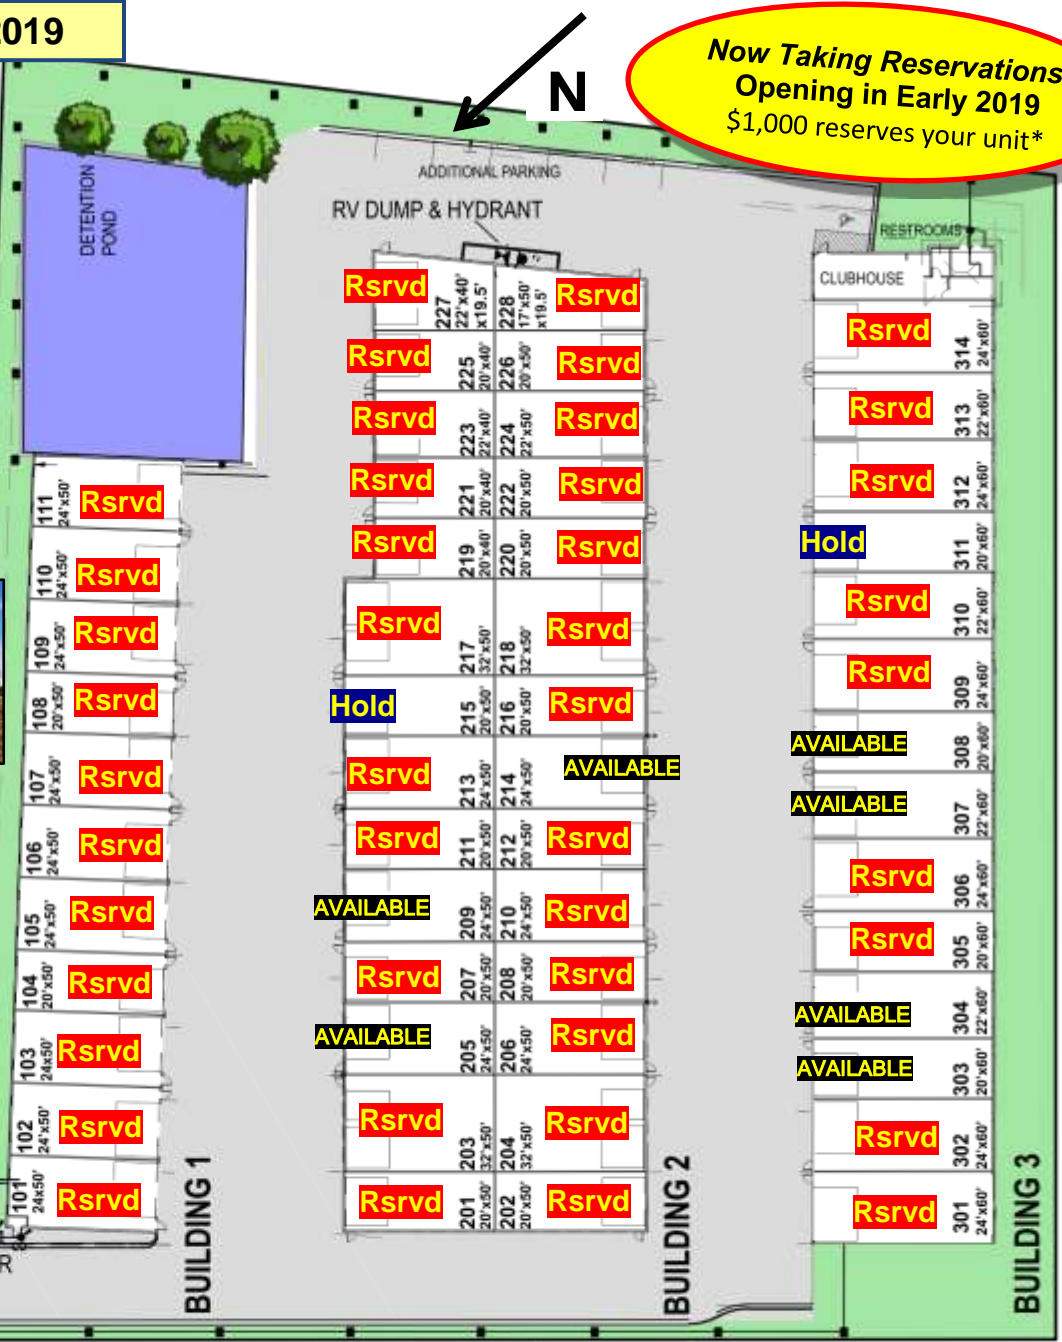 2019
Now Taking Reservations
Opening in Early 2019
$1,000 reserves your unit*
N
ADDITIONAL PARKING
RV DUMP & HYDRANT
DETENTION
POND
RESTROOMS
CLUBHOUSE
111
24'x50'
Rsrvd
110
24'x50'
Rsrvd
109
24'x50'
Rsrvd
108
20'x50'
Rsrvd
107
24'x50'
Rsrvd
106
24'x50'
Rsrvd
105
24'x50'
Rsrvd
104
20'x50'
Rsrvd
103
24x50'
Rsrvd
102
24'x50'
Rsrvd
101
24x50'
Rsrvd
BUILDING 1
Rsrvd
227
22'x40'
x19.5'
228
17'x50'
x19.5'
Rsrvd
Rsrvd
225
20'x40'
226
20'x50'
Rsrvd
Rsrvd
223
22'x40'
224
22'x50'
Rsrvd
Rsrvd
221
20'x40'
222
20'x50'
Rsrvd
Rsrvd
219
20'x40'
220
20'x50'
Rsrvd
Rsrvd
217
32'x50'
218
32'x50'
Rsrvd
Hold
215
20'x50'
216
20'x50'
Rsrvd
Rsrvd
213
24'x50'
214
24'x50'
AVAILABLE
Rsrvd
211
20'x50'
212
20'x50'
Rsrvd
AVAILABLE
209
24'x50'
210
24'x50'
Rsrvd
Rsrvd
207
20'x50'
208
20'x50'
Rsrvd
AVAILABLE
205
24'x50'
206
24'x50'
Rsrvd
Rsrvd
203
32'x50'
204
32'x50'
Rsrvd
Rsrvd
201
20'x50'
202
20'x50'
Rsrvd
BUILDING 2
Rsrvd
314
24'x60'
Rsrvd
313
22'x60'
Rsrvd
312
24'x60'
Hold
311
20'x60'
Rsrvd
310
22'x60'
Rsrvd
309
24'x60'
AVAILABLE
308
20'x60'
AVAILABLE
307
22'x60'
Rsrvd
306
24'x60'
Rsrvd
305
20'x60'
AVAILABLE
304
22'x60'
AVAILABLE
303
20'x60'
Rsrvd
302
24'x60'
Rsrvd
301
24'x60'
BUILDING 3
R